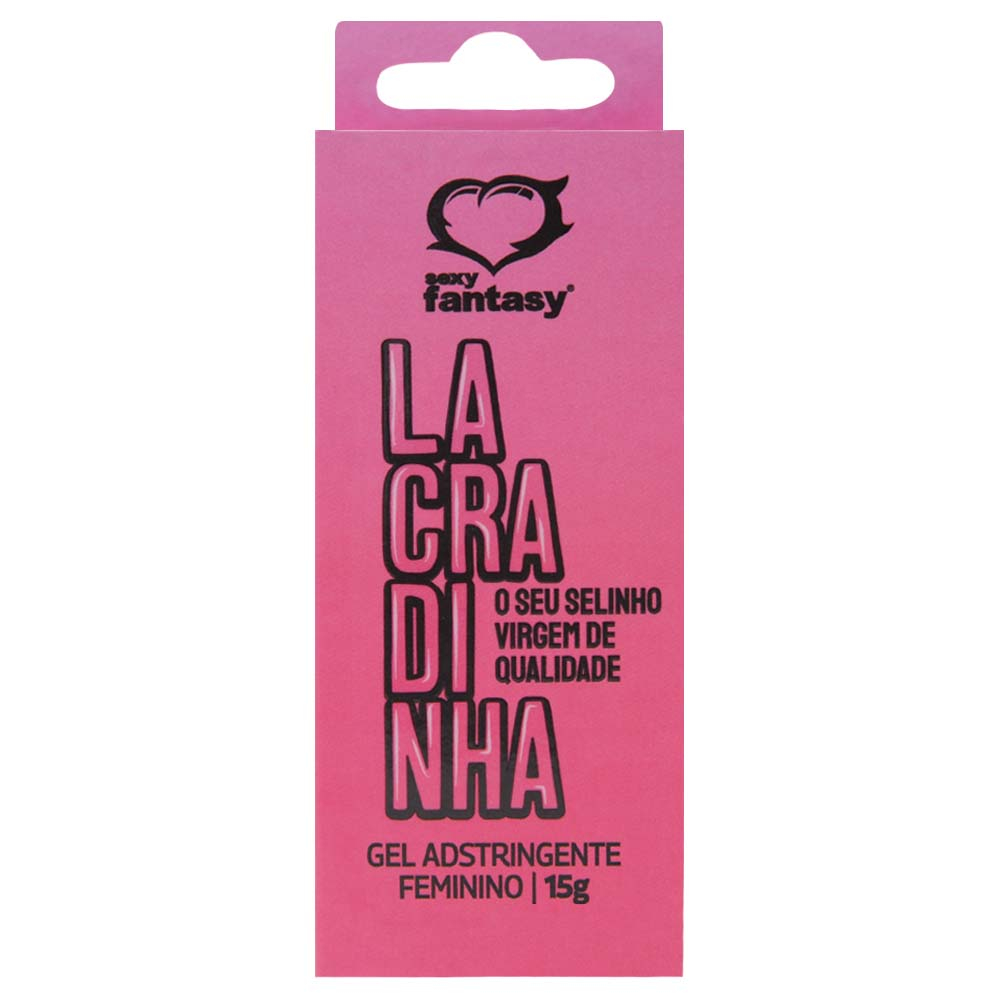 sexy
fantasy®
LA
CRA
DI
NHA
O SEU SELINHO
VIRGEM DE
QUALIDADE
GEL ADSTRINGENTE
FEMININO | 15g